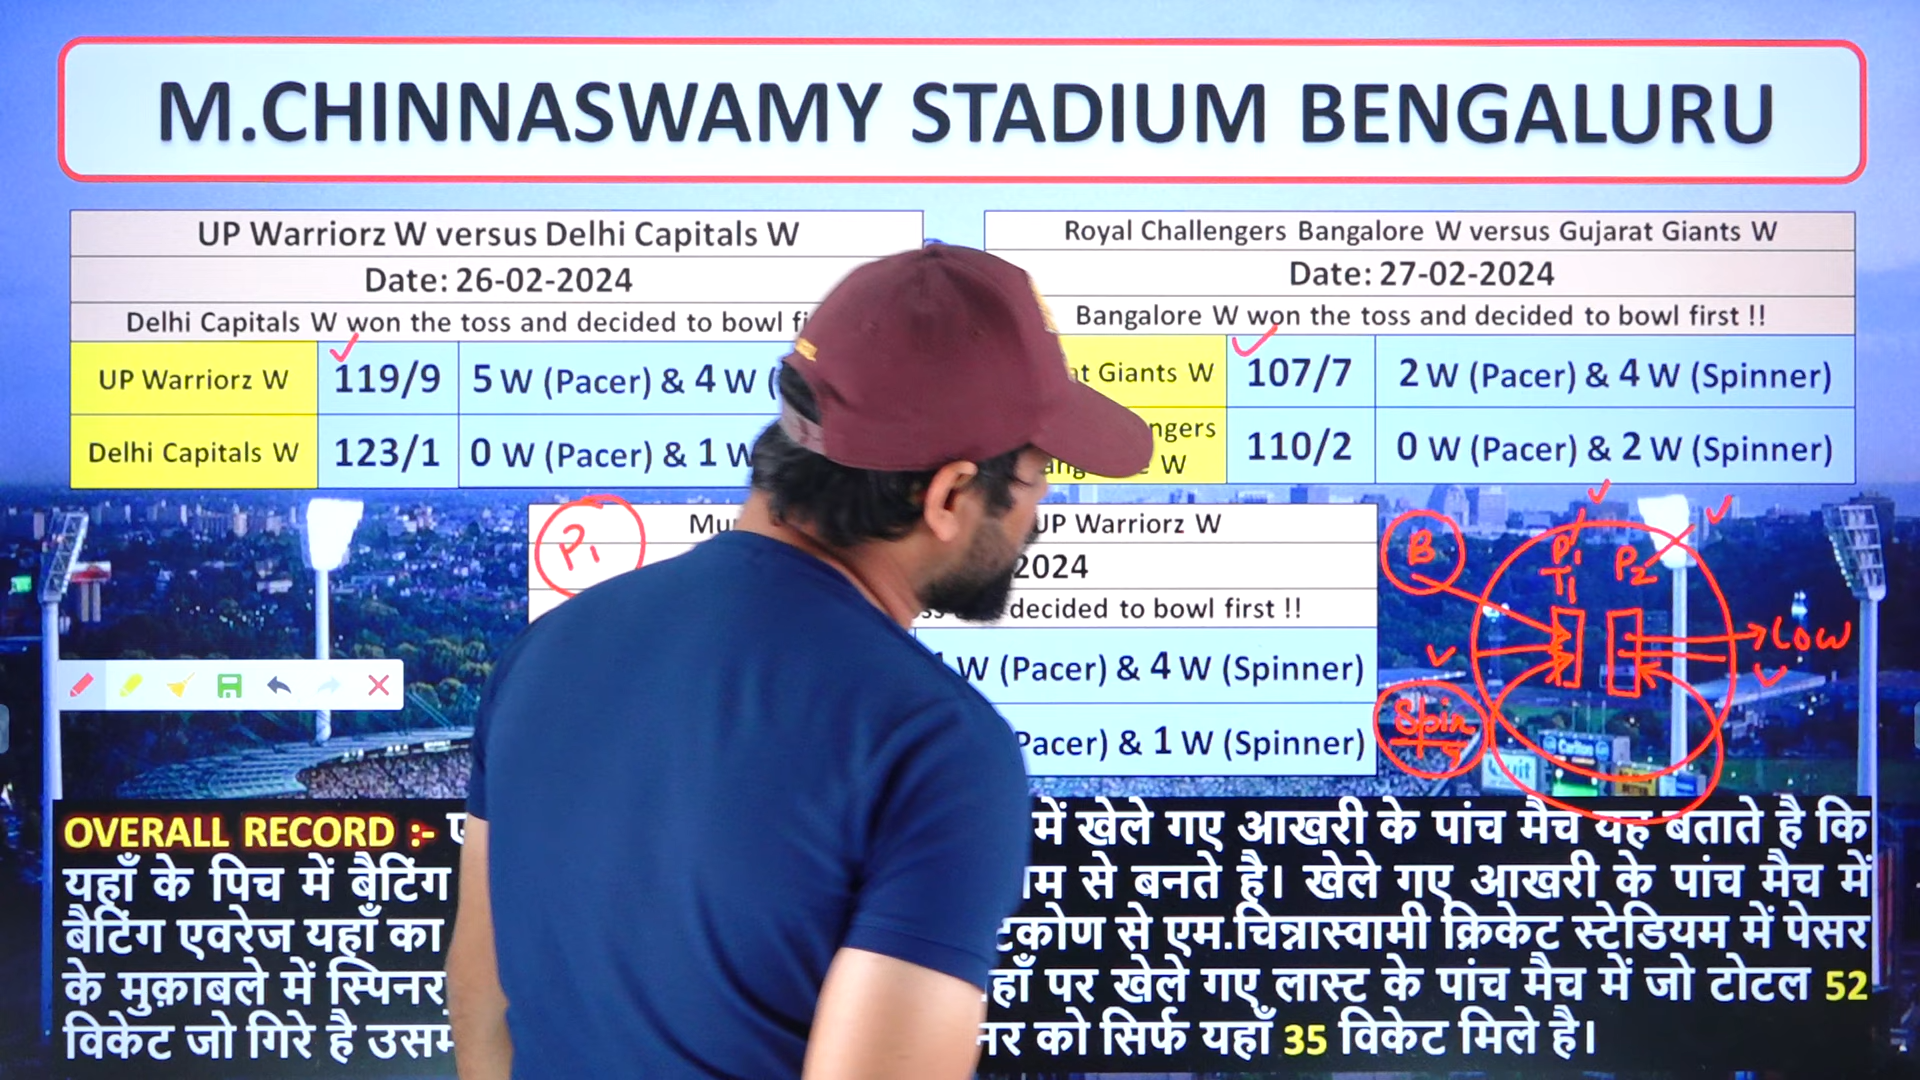 M.CHINNASWAMY STADIUM BENGALURU
UP Warriorz W versus Delhi Capitals W
Date: 26-02-2024
Delhi Capitals W won the toss and decided to bowl
UP Warriorz W 119/9 5 W (Pacer) & 4 W (
Delhi Capitals W 123/1 0 W (Pacer) & 1 W
Royal Challengers Bangalore W versus Gujarat Giants W
Date: 27-02-2024
Bangalore W won the toss and decided to bowl first !!
Giants W 107/7 2 W (Pacer) & 4 W (Spinner)
W 110/2 0 W (Pacer) & 2 W (Spinner)
UP Warriorz W
2024
decided to bowl first !!
W (Pacer) & 4 W (Spinner)
Pacer) & 1 W (Spinner)
P1
B
P1
T1
P2
Low
Spin
OVERALL RECORD :- में खेले गए आखरी के पांच मैच यह बताते है कि
यहाँ के पिच में बैटिंग से बनते है। खेले गए आखरी के पांच मैच में
बैटिंग एवरेज यहाँ का से एम.चिन्नास्वामी क्रिकेट स्टेडियम में पेसर
के मुक़ाबले में स्पिनर पर खेले गए लास्ट के पांच मैच में जो टोटल 52
विकेट जो गिरे है को सिर्फ यहाँ 35 विकेट मिले है।